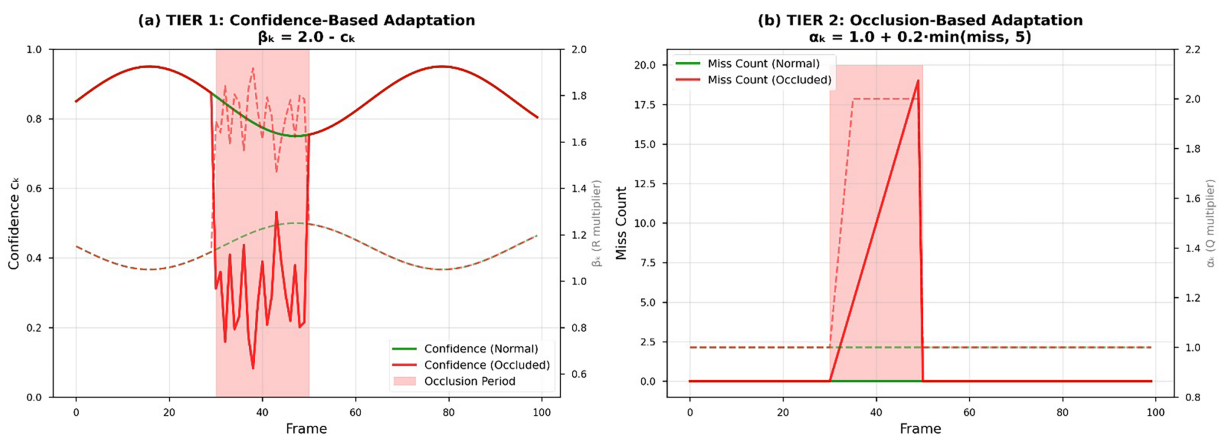 (a) TIER 1: Confidence-Based Adaptation
βₖ = 2.0 - cₖ
1.0
0.8
0.6
0.4
0.2
0.0
Confidence cₖ
2.0
1.8
1.6
1.4
1.2
1.0
0.8
0.6
βₖ (R multiplier)
Confidence (Normal)
Confidence (Occluded)
Occlusion Period
0
20
40
60
80
100
Frame
(b) TIER 2: Occlusion-Based Adaptation
αₖ = 1.0 + 0.2·min(miss, 5)
Miss Count (Normal)
Miss Count (Occluded)
20.0
17.5
15.0
12.5
10.0
7.5
5.0
2.5
0.0
Miss Count
2.2
2.0
1.8
1.6
1.4
1.2
1.0
0.8
αₖ (Q multiplier)
0
20
40
60
80
100
Frame